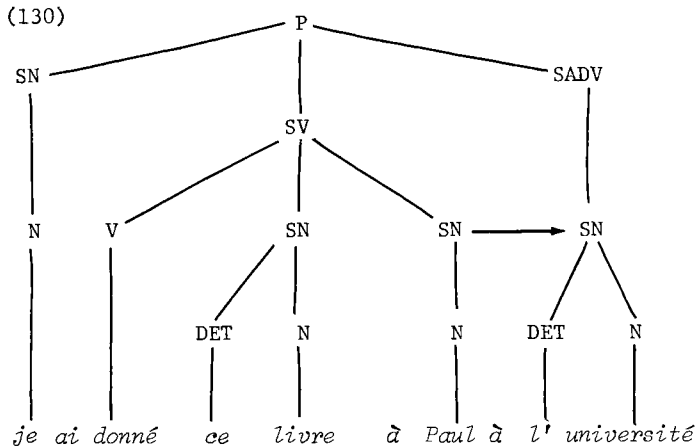 (130)
P
SN SADV
SV
N V SN SN SN
DET N N DET N
je ai donné ce livre à Paul à l' université